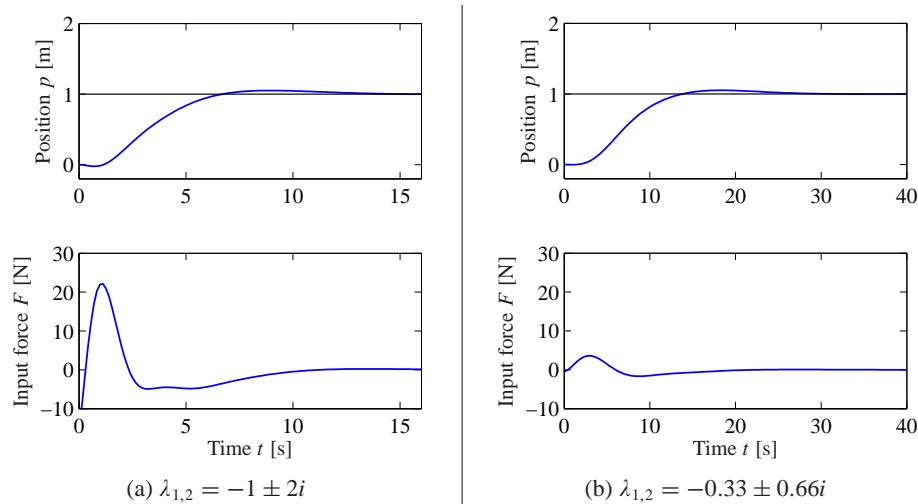 Position p [m]
2
1
0
0 5 10 15
Input force F [N]
30
20
10
0
−10
0 5 10 15
Time t [s]
(a) λ1,2 = −1 ± 2i
Position p [m]
2
1
0
0 10 20 30 40
Input force F [N]
30
20
10
0
−10
0 10 20 30 40
Time t [s]
(b) λ1,2 = −0.33 ± 0.66i